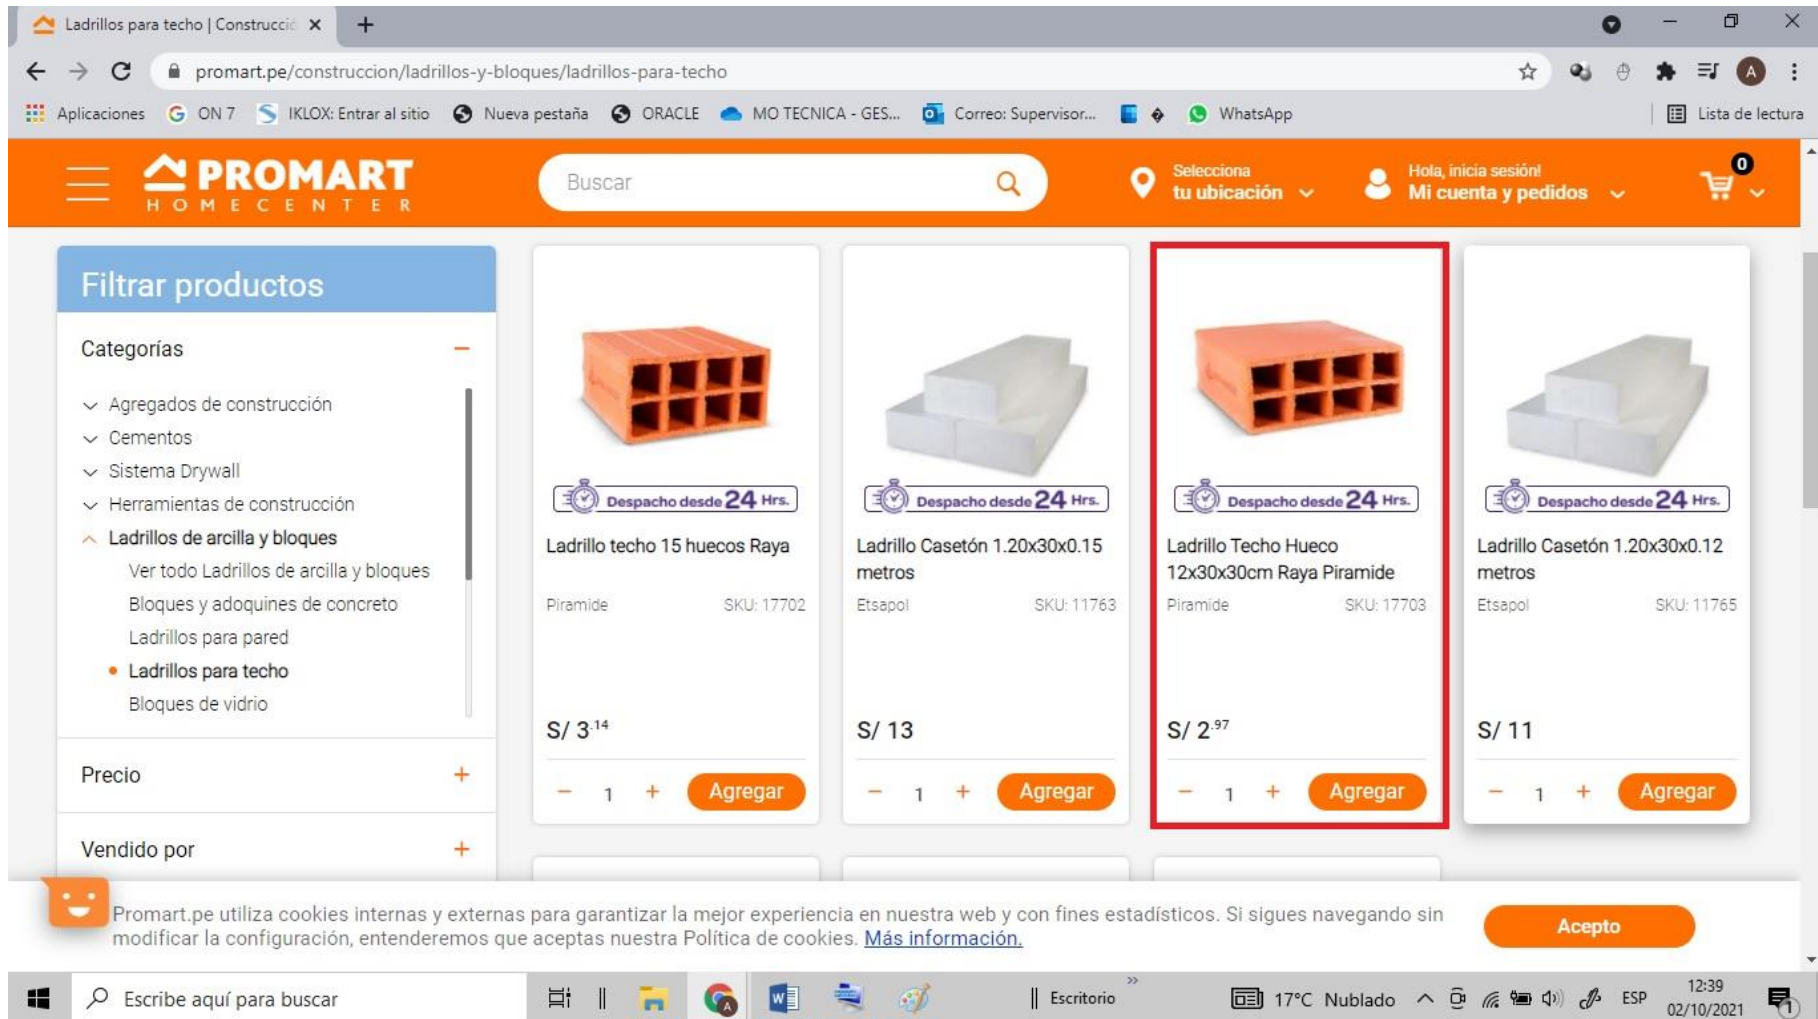 Ladrillos para techo | Construcció
promart.pe/construccion/ladrillos-y-bloques/ladrillos-para-techo
A
Aplicaciones
ON 7
IKLOX: Entrar al sitio
Nueva pestaña
ORACLE
MO TECNICA - GES...
Correo: Supervisor...
WhatsApp
Lista de lectura
PROMART
HOMECENTER
Buscar
Selecciona
tu ubicación
Hola, inicia sesión!
Mi cuenta y pedidos
0
Filtrar productos
Categorías
Agregados de construcción
Cementos
Sistema Drywall
Herramientas de construcción
Ladrillos de arcilla y bloques
Ver todo Ladrillos de arcilla y bloques
Bloques y adoquines de concreto
Ladrillos para pared
Ladrillos para techo
Bloques de vidrio
Precio
Vendido por
Despacho desde 24 Hrs.
Ladrillo techo 15 huecos Raya
Piramide SKU: 17702
S/ 3.14
- 1 + Agregar
Despacho desde 24 Hrs.
Ladrillo Casetón 1.20x30x0.15
metros
Etsapol SKU: 11763
S/ 13
- 1 + Agregar
Despacho desde 24 Hrs.
Ladrillo Techo Hueco
12x30x30cm Raya Piramide
Piramide SKU: 17703
S/ 2.97
- 1 + Agregar
Despacho desde 24 Hrs.
Ladrillo Casetón 1.20x30x0.12
metros
Etsapol SKU: 11765
S/ 11
- 1 + Agregar
Promart.pe utiliza cookies internas y externas para garantizar la mejor experiencia en nuestra web y con fines estadísticos. Si sigues navegando sin
modificar la configuración, entenderemos que aceptas nuestra Política de cookies. Más información.
Acepto
Escribe aquí para buscar
Escritorio
17°C Nublado
ESP
12:39
02/10/2021
1